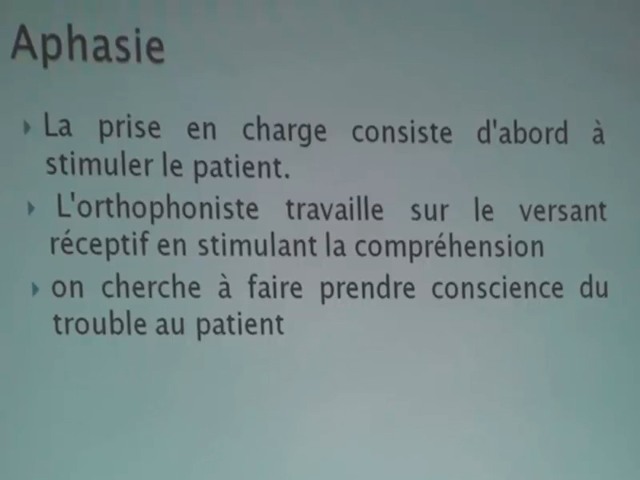 Aphasie
La prise en charge consiste d'abord à
stimuler le patient.
L'orthophoniste travaille sur le versant
réceptif en stimulant la compréhension
on cherche à faire prendre conscience du
trouble au patient